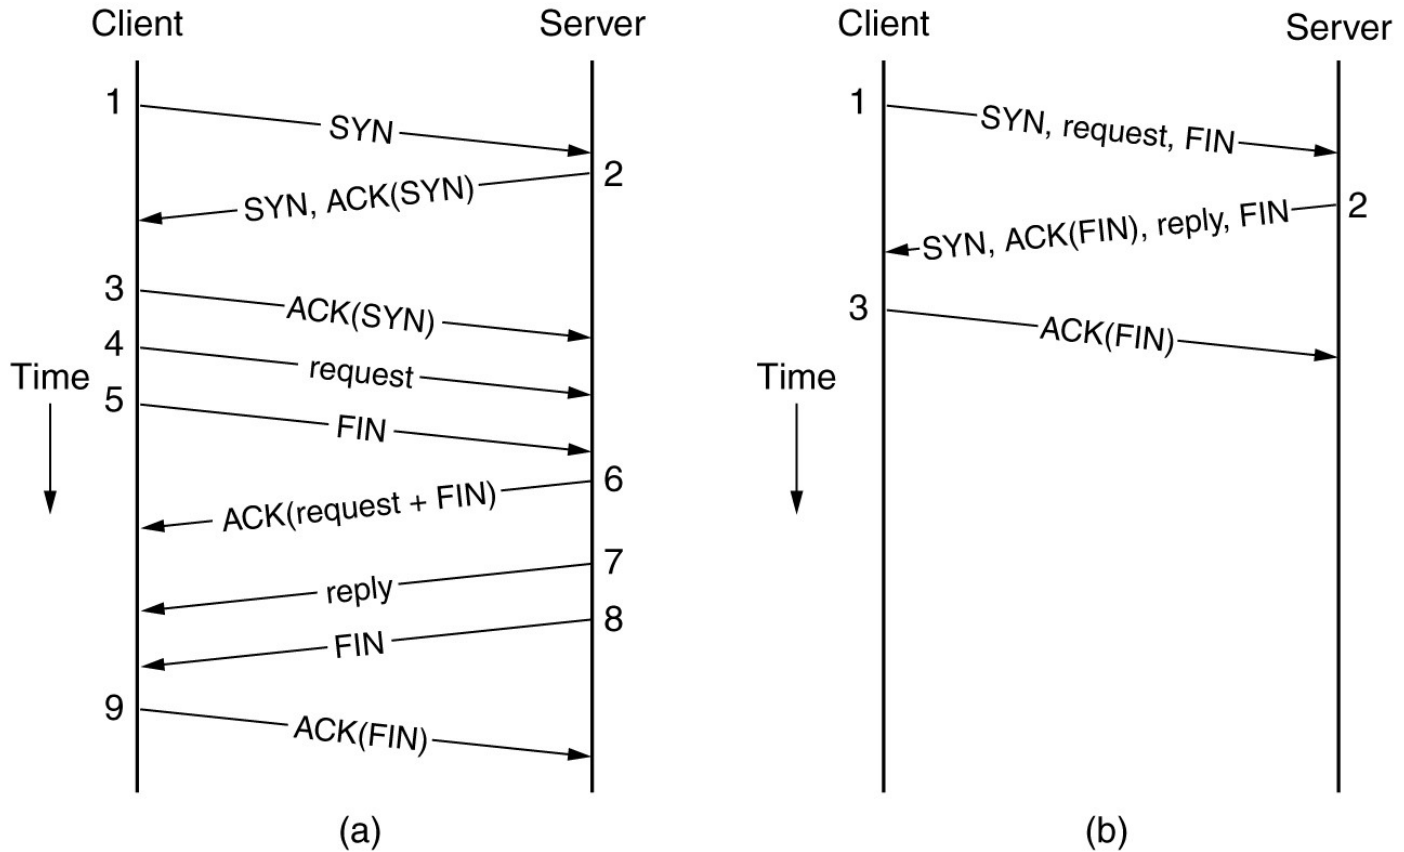 Client
Server
1
SYN
2
SYN, ACK(SYN)
3
ACK(SYN)
4
request
Time
5
FIN
6
ACK(request + FIN)
7
reply
8
FIN
9
ACK(FIN)
(a)
Client
Server
1
SYN, request, FIN
2
SYN, ACK(FIN), reply, FIN
3
ACK(FIN)
Time
(b)